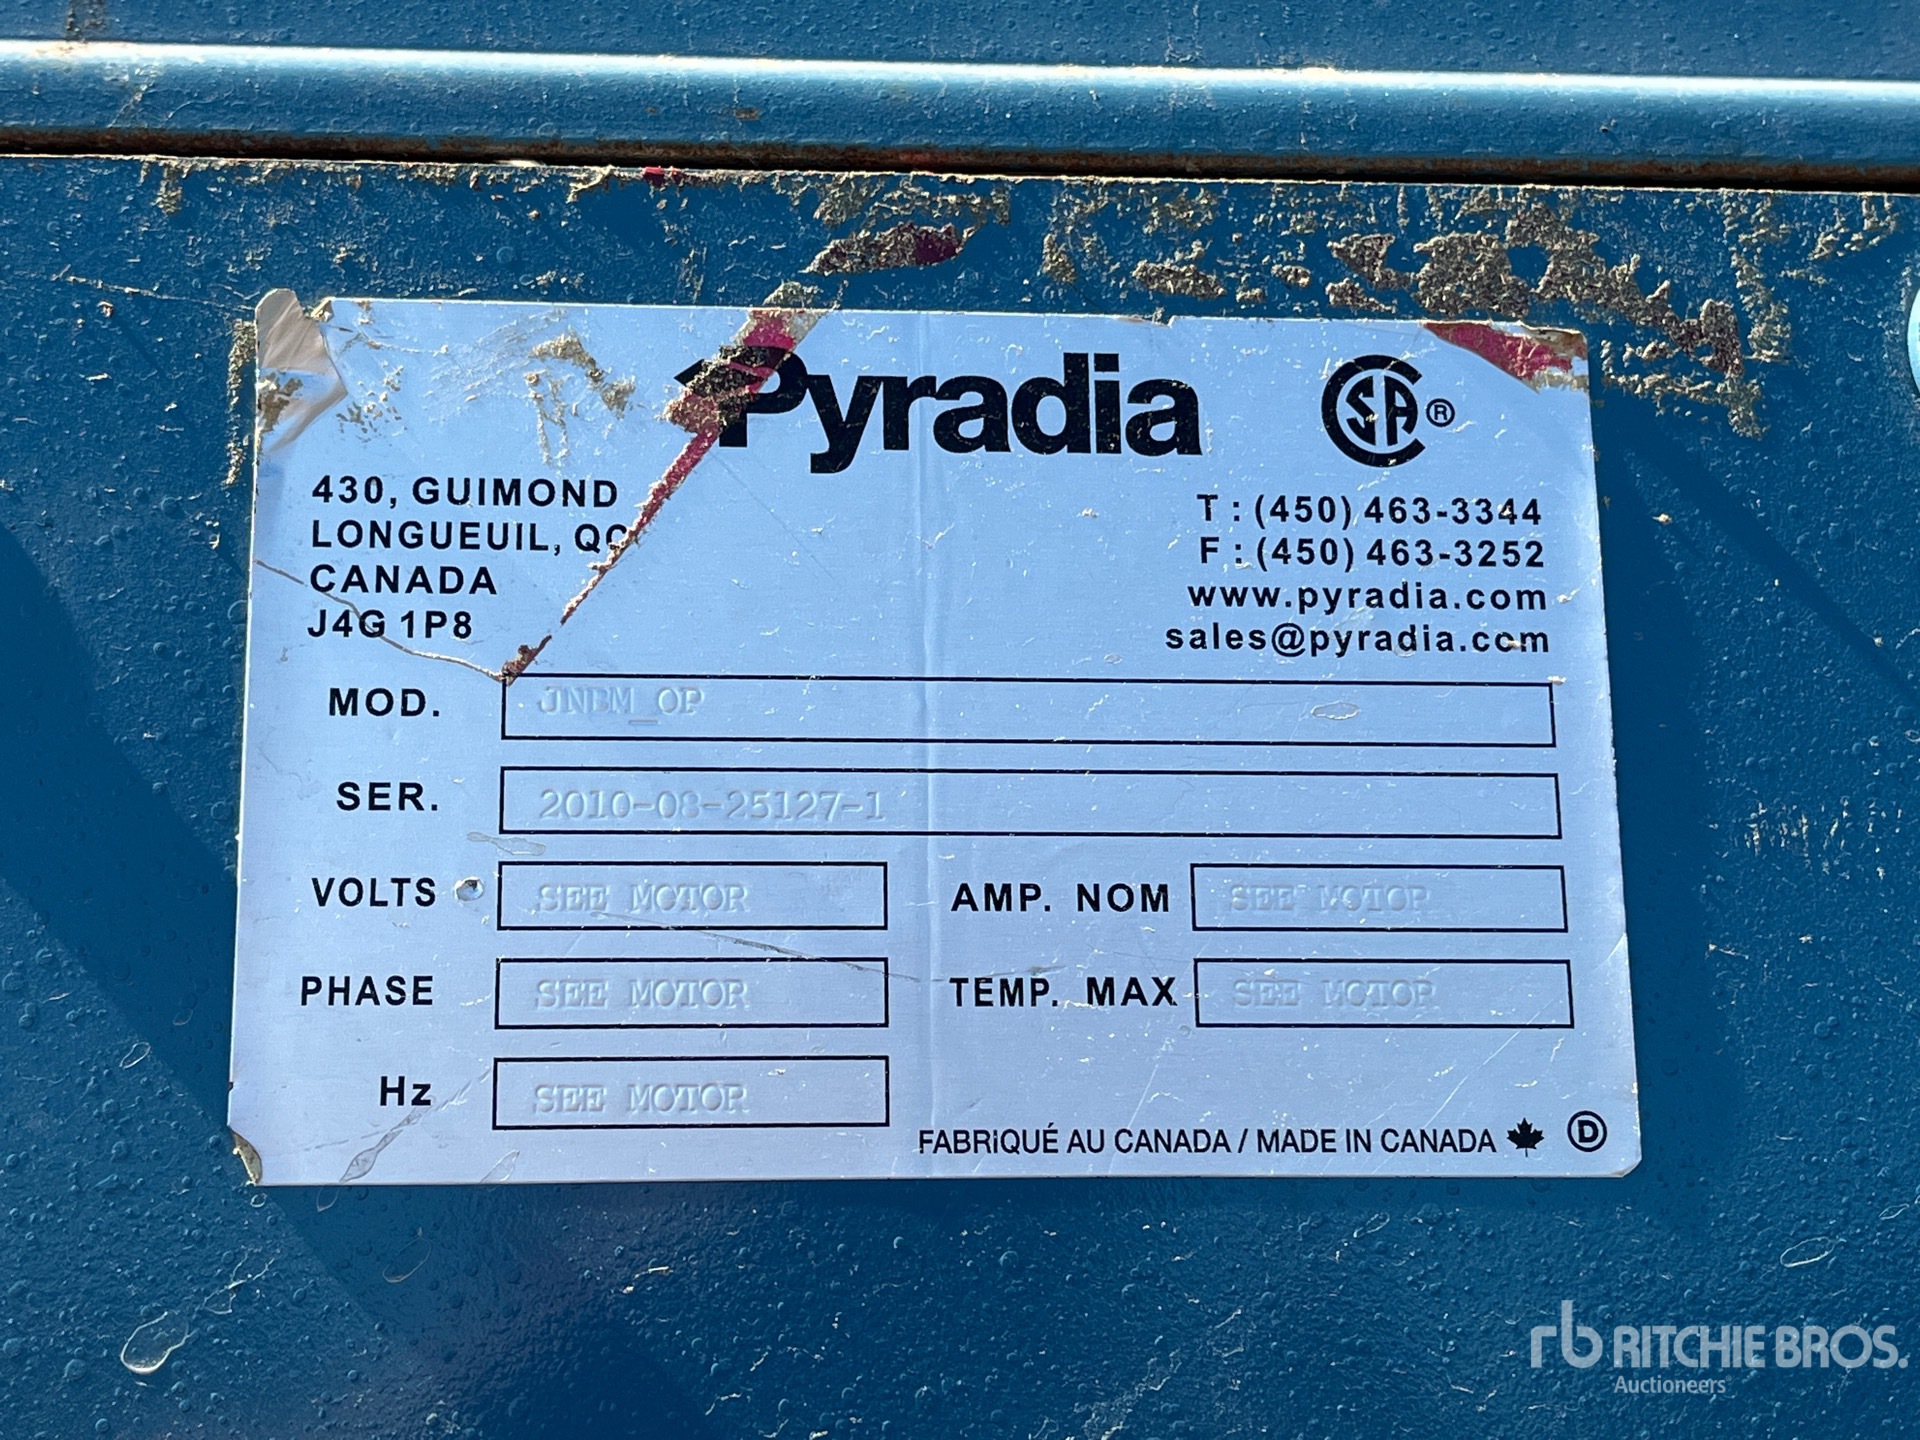 Pyradia
CSA®
430, GUIMOND
LONGUEUIL, QC
CANADA
J4G 1P8
T : (450) 463-3344
F : (450) 463-3252
www.pyradia.com
sales@pyradia.com
MOD. JNBM_OP
SER. 2010-08-25127-1
VOLTS SEE MOTOR AMP. NOM SEE MOTOR
PHASE SEE MOTOR TEMP. MAX SEE MOTOR
Hz SEE MOTOR
FABRIQUÉ AU CANADA / MADE IN CANADA D
rb RITCHIE BROS.
Auctioneers